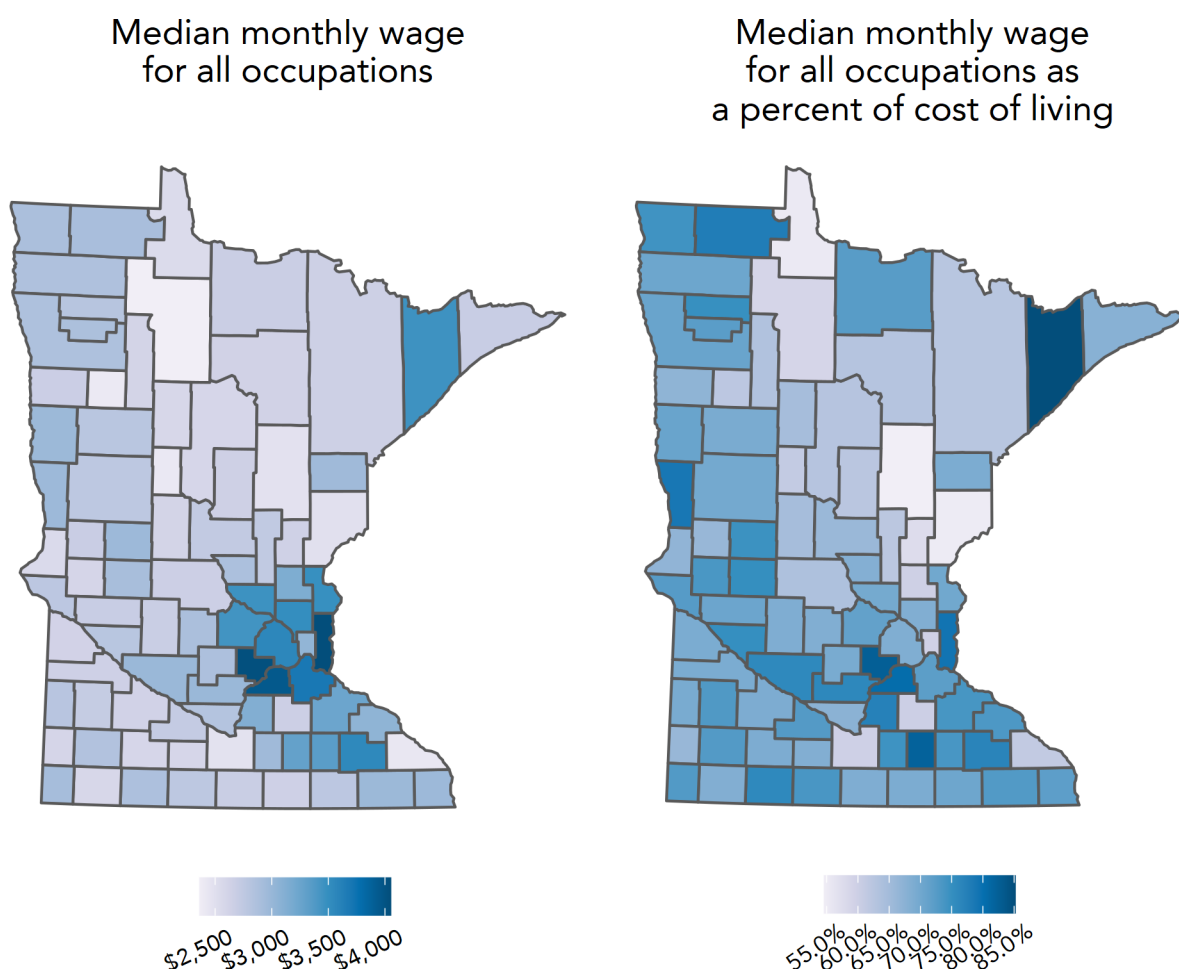 Median monthly wage
for all occupations
Median monthly wage
for all occupations as
a percent of cost of living
$2,500
$3,000
$3,500
$4,000
55.0%
60.0%
65.0%
70.0%
75.0%
80.0%
85.0%